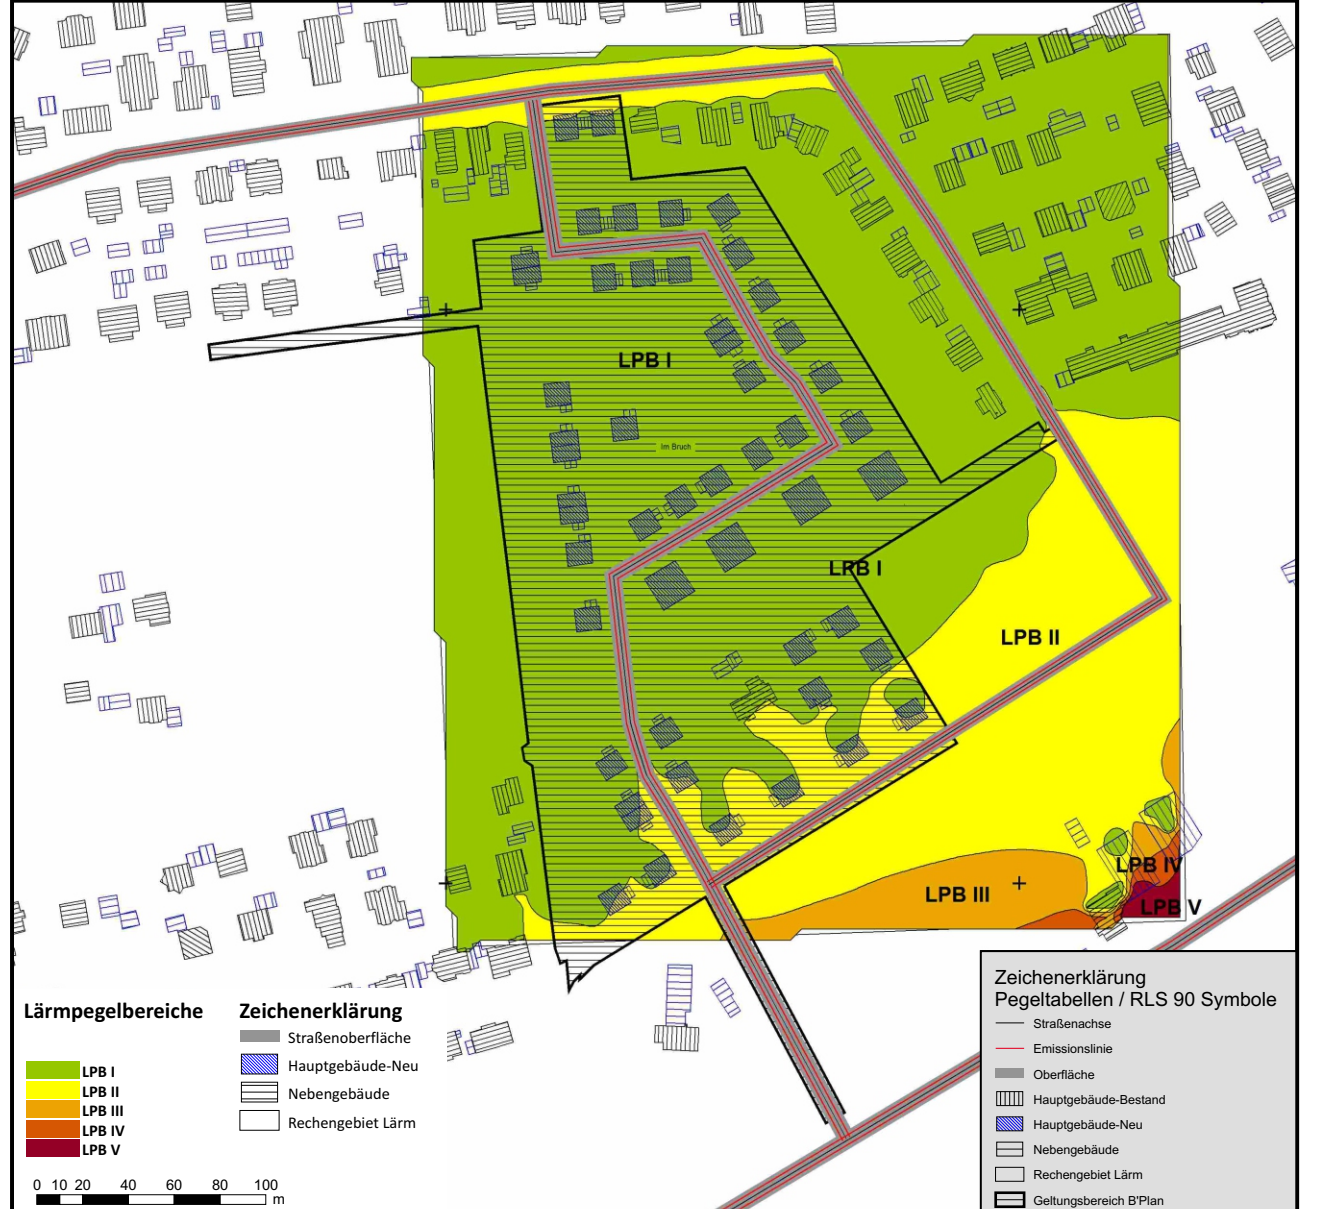 LPB I
Im Bruch
LPB I
LPB II
LPB III
LPB IV
LPB V
Lärmpegelbereiche
LPB I
LPB II
LPB III
LPB IV
LPB V
0 10 20 40 60 80 100
m
Zeichenerklärung
Straßenoberfläche
Hauptgebäude-Neu
Nebengebäude
Rechengebiet Lärm
Zeichenerklärung
Pegeltabellen / RLS 90 Symbole
Straßenachse
Emissionslinie
Oberfläche
Hauptgebäude-Bestand
Hauptgebäude-Neu
Nebengebäude
Rechengebiet Lärm
Geltungsbereich B'Plan